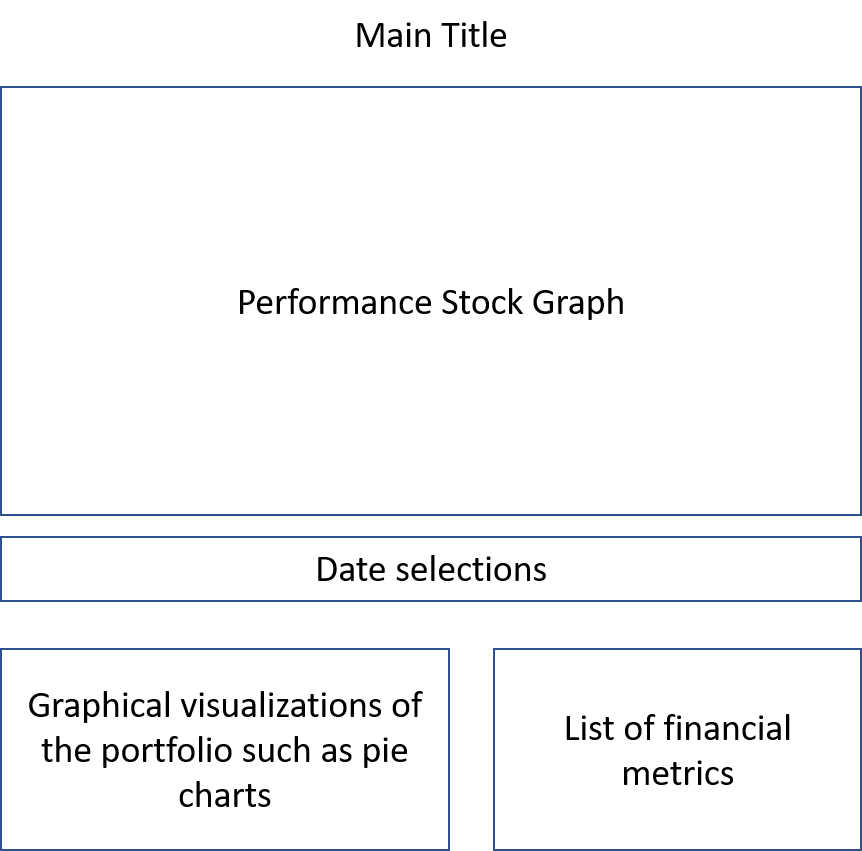 Main Title
Performance Stock Graph
Date selections
Graphical visualizations of
the portfolio such as pie
charts
List of financial
metrics